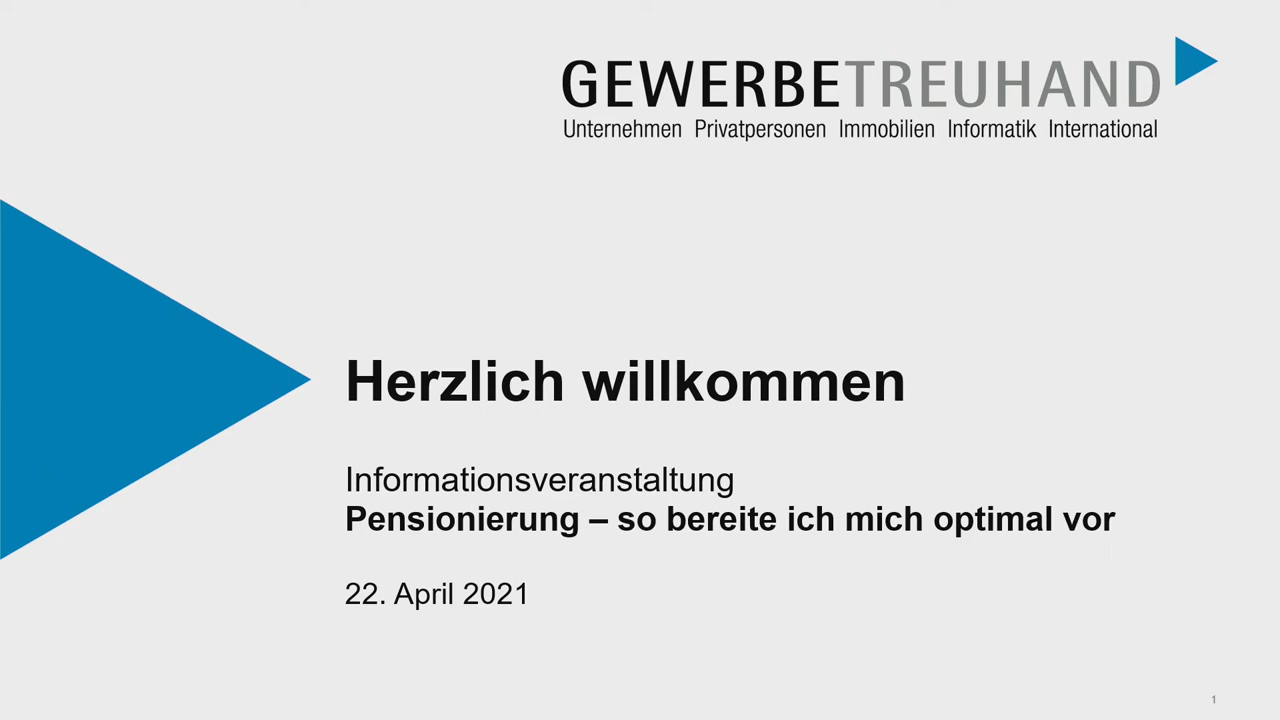 GEWERBETREUHAND
Unternehmen Privatpersonen Immobilien Informatik International
Herzlich willkommen
Informationsveranstaltung
Pensionierung – so bereite ich mich optimal vor
22. April 2021
1